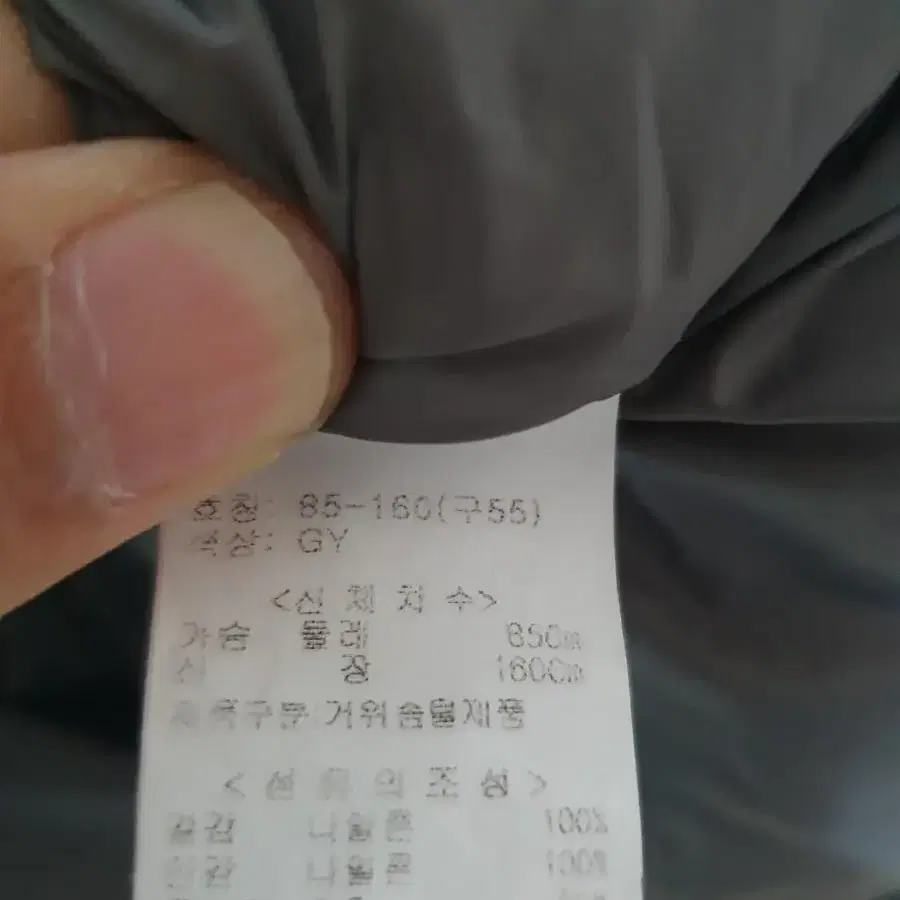 호칭: 85-160(구55)
색상: GY
<신 체 치 수>
가슴 둘레 85Cm
신 장 160Cm
제품구분 거위솜털제품
<섬 유 의 조 성>
겉감 나일론 100%
안감 나일론 100%